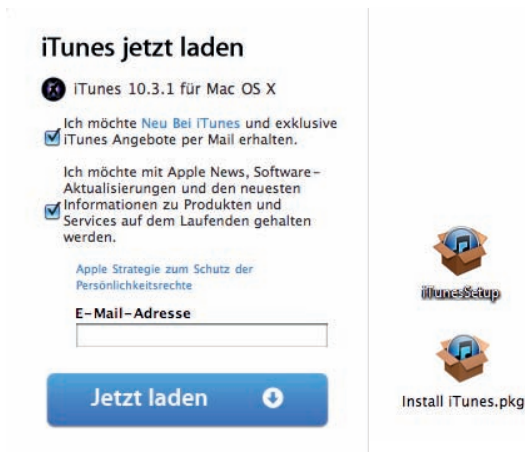 iTunes jetzt laden
iTunes 10.3.1 für Mac OS X
Ich möchte Neu Bei iTunes und exklusive
iTunes Angebote per Mail erhalten.
Ich möchte mit Apple News, Software-
Aktualisierungen und den neuesten
Informationen zu Produkten und
Services auf dem Laufenden gehalten
werden.
Apple Strategie zum Schutz der
Persönlichkeitsrechte
E-Mail-Adresse
Jetzt laden
iTunesSetup
Install iTunes.pkg